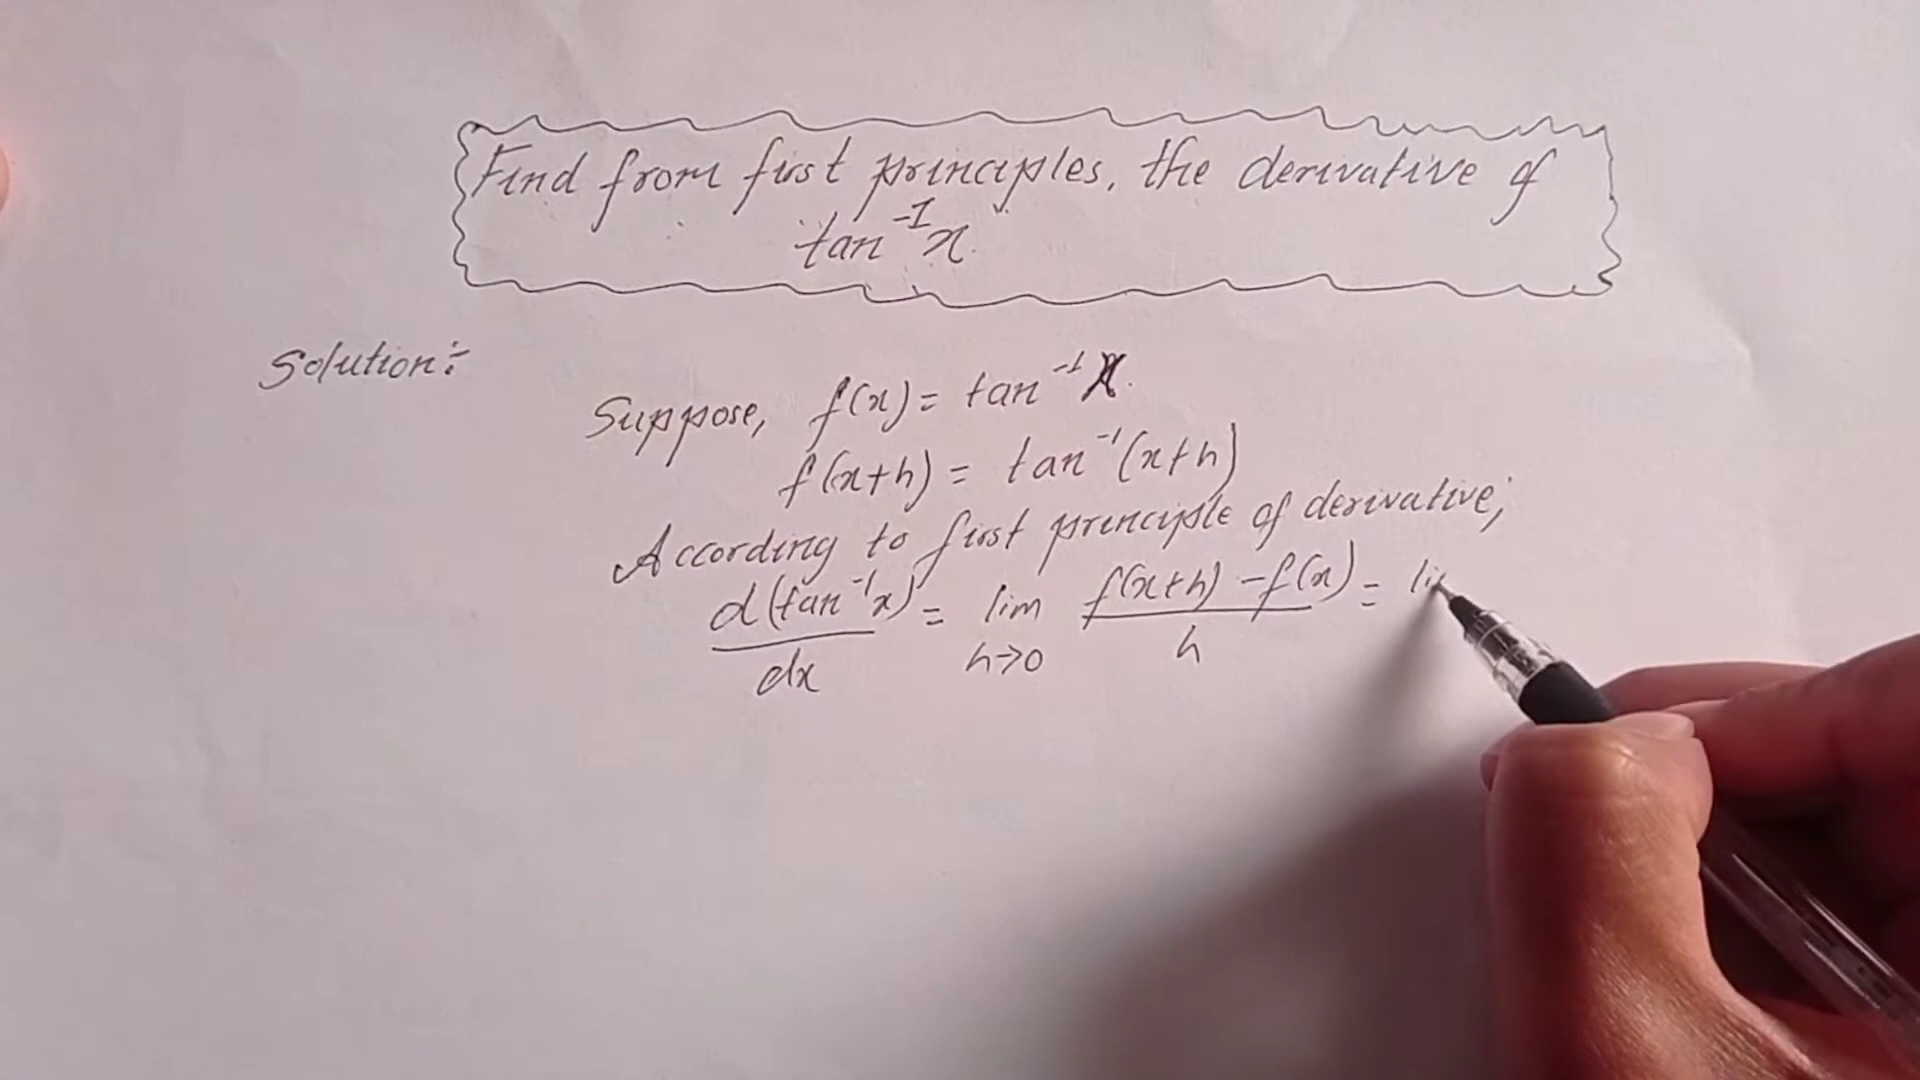 Find from first principles, the derivative of
tan⁻¹x.
Solution:-
Suppose, f(x) = tan⁻¹x.
f(x+h) = tan⁻¹(x+h)
According to first principle of derivative;
d(tan⁻¹x)/dx = lim h→0 f(x+h) - f(x)/h = li